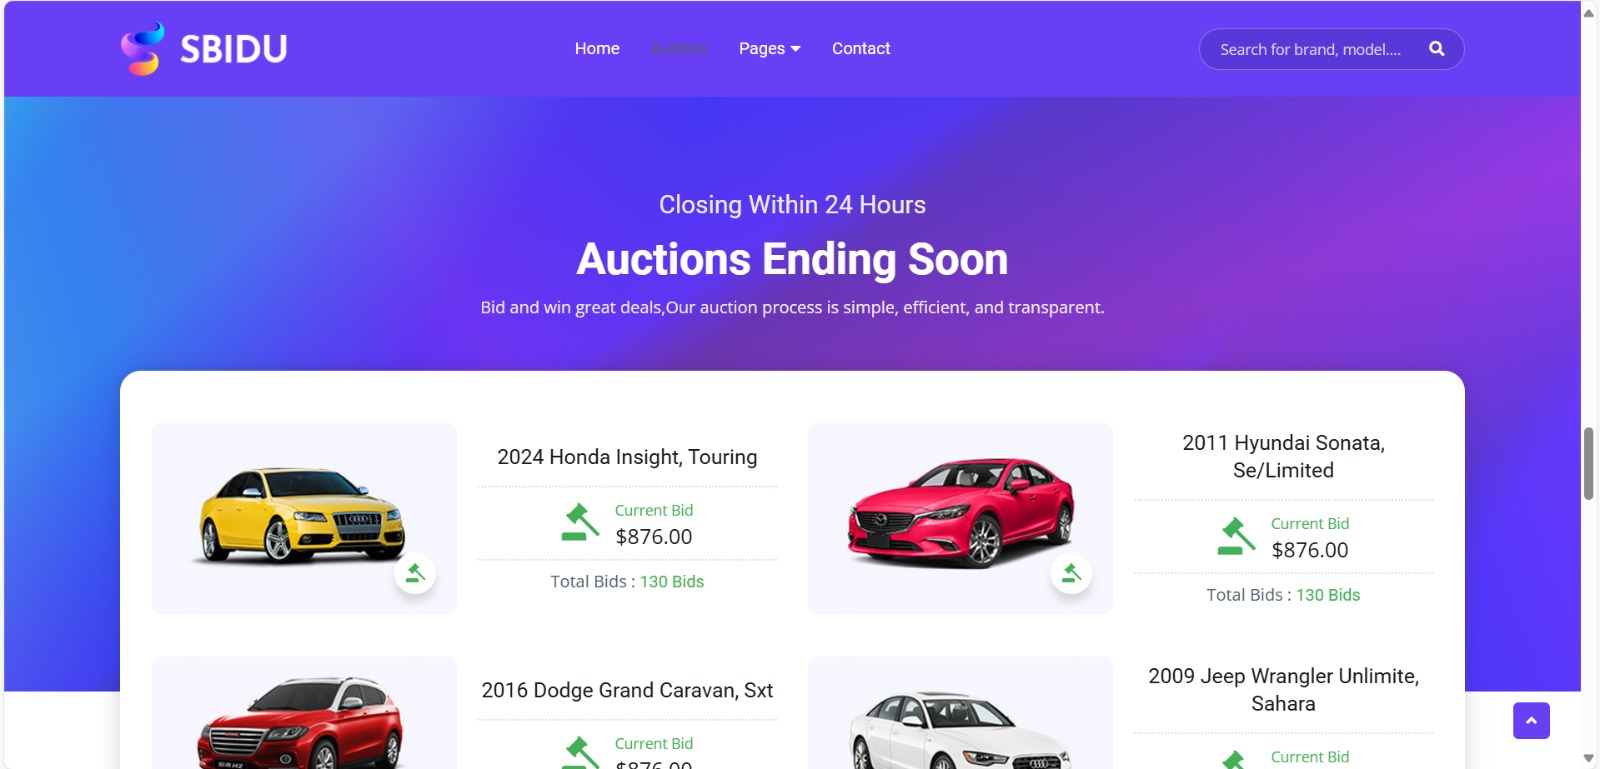 SBIDU
Home
Auction
Pages
Contact
Search for brand, model....
Closing Within 24 Hours
Auctions Ending Soon
Bid and win great deals,Our auction process is simple, efficient, and transparent.
2024 Honda Insight, Touring
Current Bid
$876.00
Total Bids : 130 Bids
2011 Hyundai Sonata,
Se/Limited
Current Bid
$876.00
Total Bids : 130 Bids
2016 Dodge Grand Caravan, Sxt
Current Bid
$876.00
2009 Jeep Wrangler Unlimite,
Sahara
Current Bid